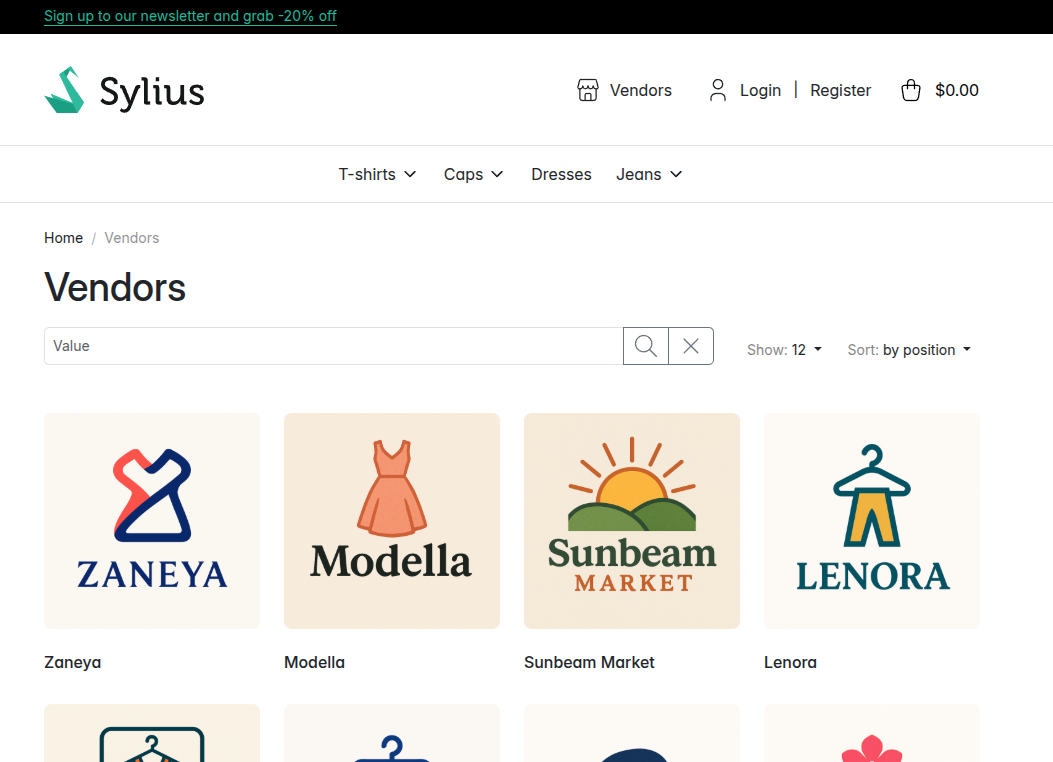 Sign up to our newsletter and grab -20% off
Sylius
Vendors
Login | Register
$0.00
T-shirts
Caps
Dresses
Jeans
Home / Vendors
Vendors
Value
Show: 12
Sort: by position
ZANEYA
Modella
Sunbeam
MARKET
LENORA
Zaneya
Modella
Sunbeam Market
Lenora